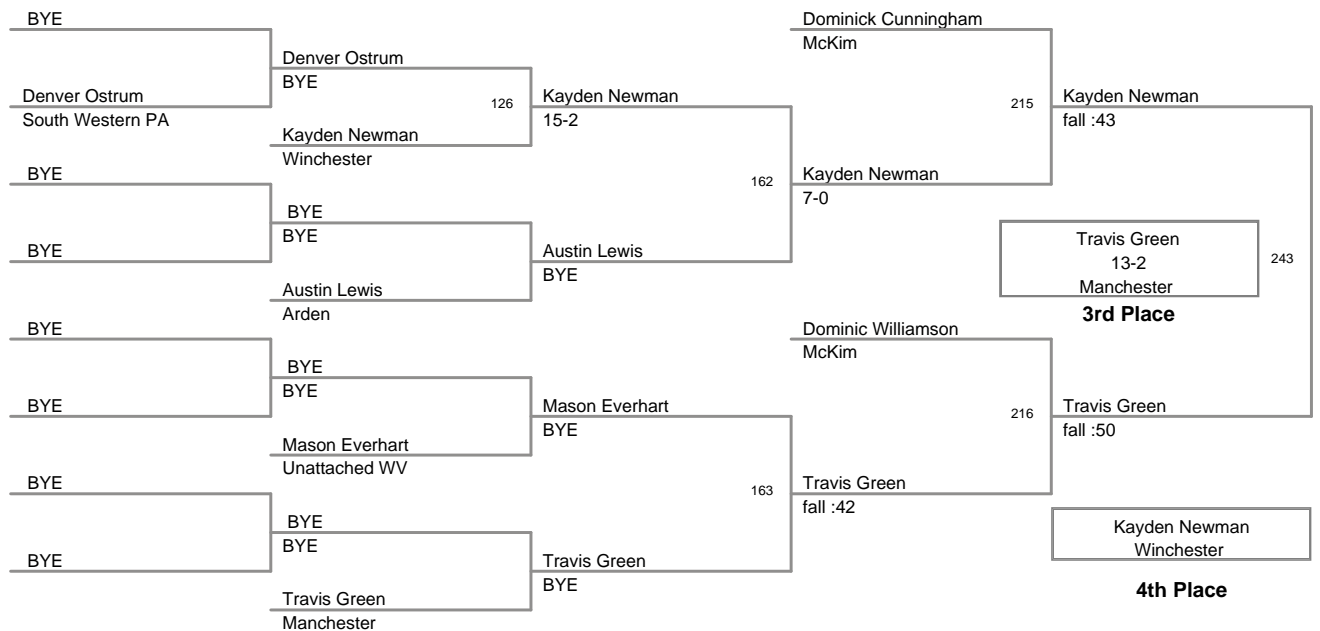 BYE
Dominick Cunningham
McKim
Denver Ostrum
BYE
Denver Ostrum
South Western PA
126
Kayden Newman
15-2
215
Kayden Newman
fall :43
Kayden Newman
Winchester
BYE
162
Kayden Newman
7-0
BYE
BYE
BYE
Austin Lewis
BYE
Travis Green
13-2
Manchester
243
3rd Place
Austin Lewis
Arden
BYE
Dominic Williamson
McKim
BYE
BYE
BYE
Mason Everhart
BYE
216
Travis Green
fall :50
Mason Everhart
Unattached WV
BYE
163
Travis Green
fall :42
BYE
BYE
Kayden Newman
Winchester
BYE
Travis Green
BYE
4th Place
Travis Green
Manchester